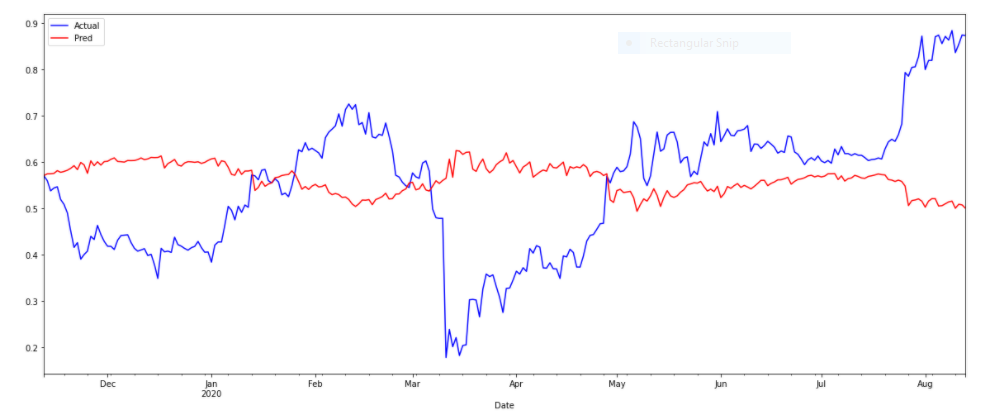 0.9
0.8
0.7
0.6
0.5
0.4
0.3
0.2
Actual
Pred
Rectangular Snip
Dec
Jan
2020
Feb
Mar
Apr
May
Jun
Jul
Aug
Date